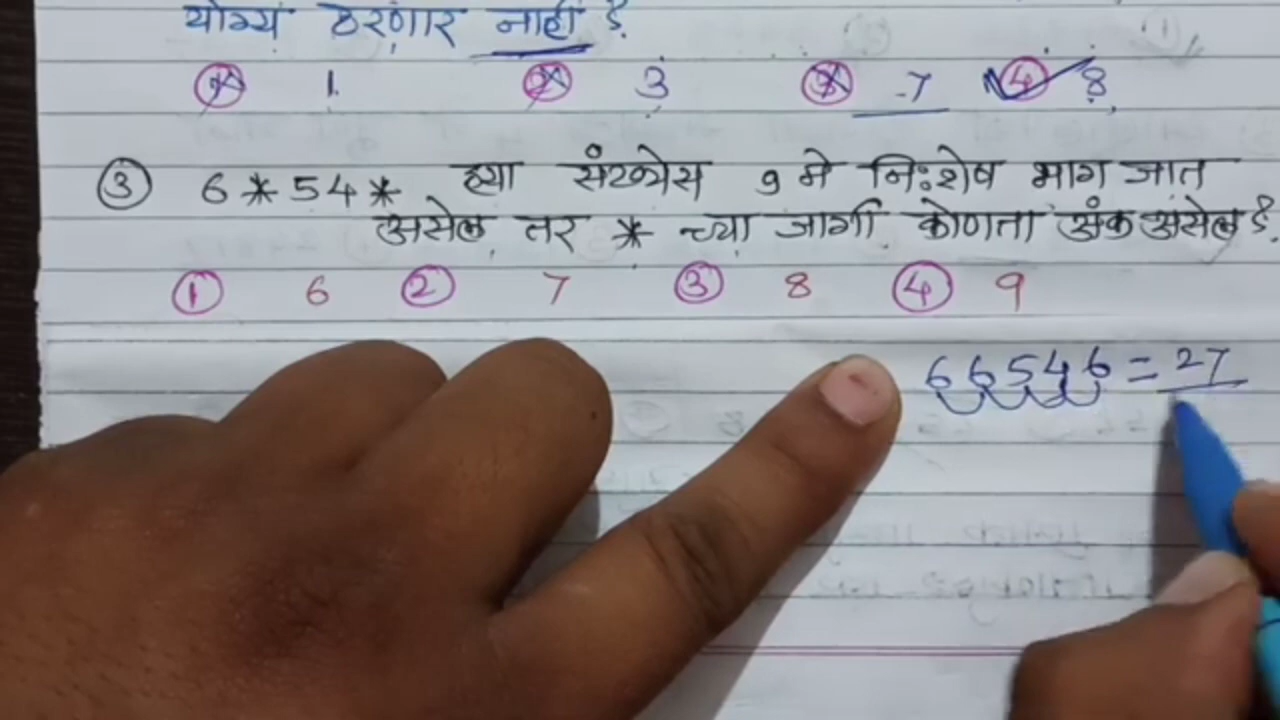 योग्य ठरणार नाही ?
① 1 ② 3 ③ 7 ④ 8
③ 6*54* ह्या संख्येस 9 ने निःशेष भाग जात
असेल तर * च्या जागी कोणता अंक असेल ?
① 6 ② 7 ③ 8 ④ 9
66546 = 27